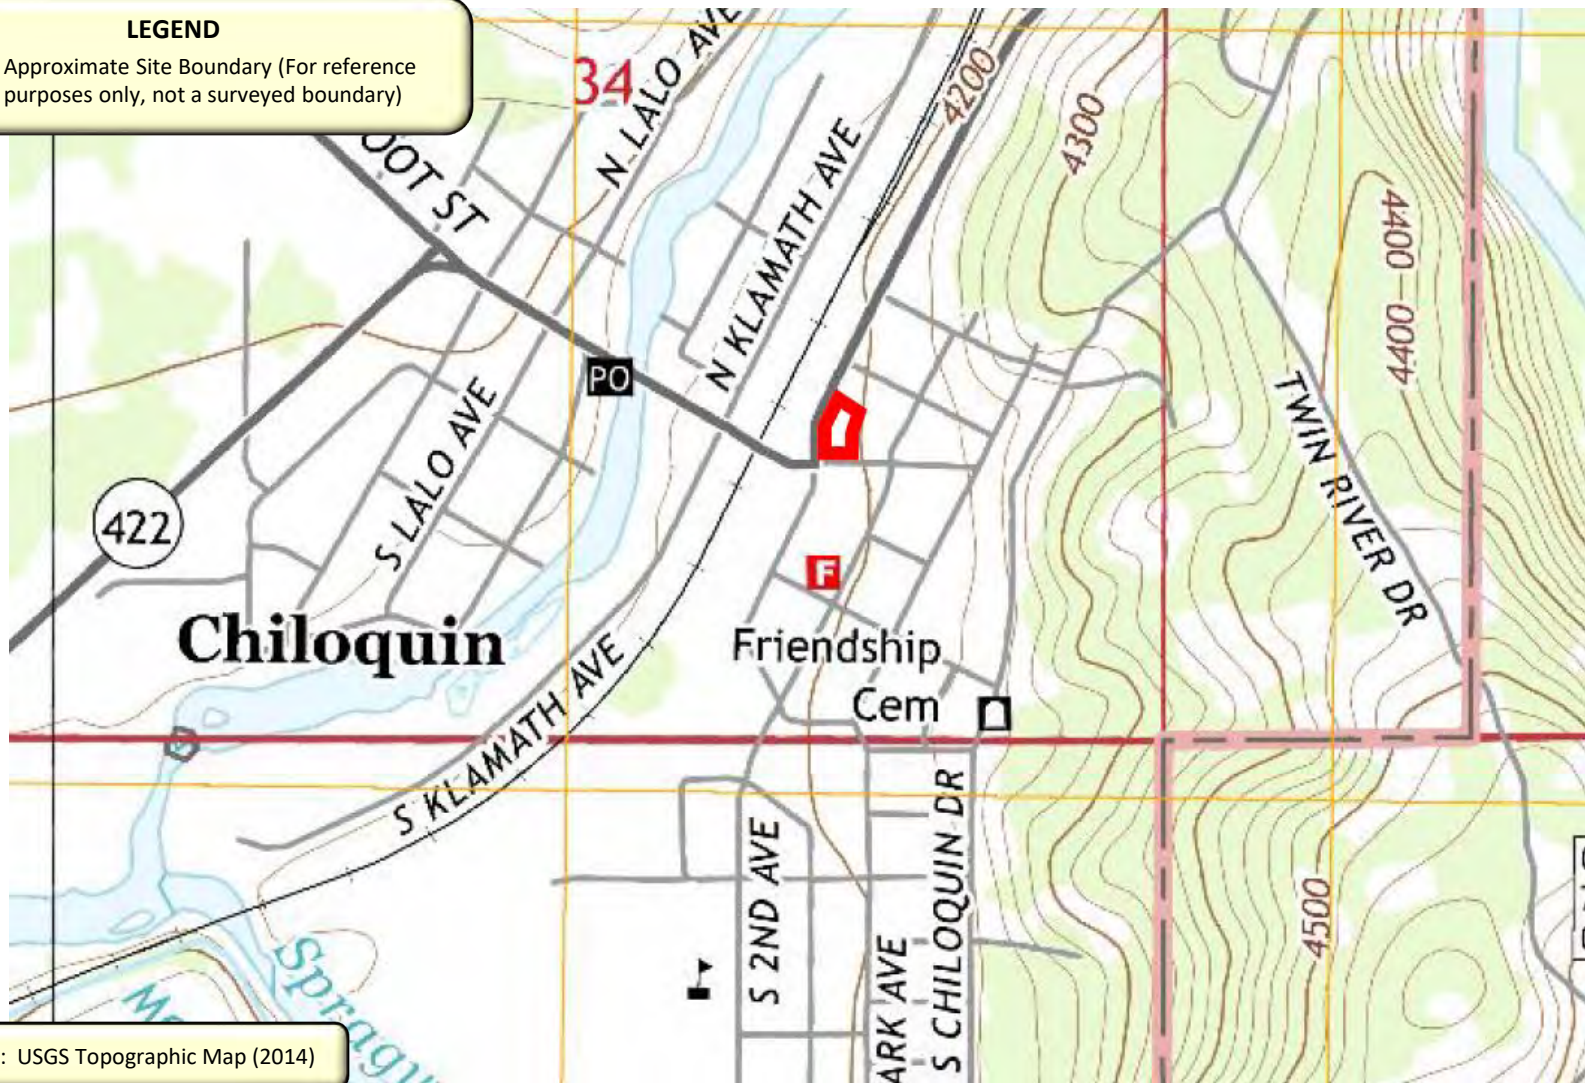 LEGEND
Approximate Site Boundary (For reference
purposes only, not a surveyed boundary)
34
N LALO AVE
4200
4300
OOT ST
N KLAMATH AVE
4400
4400
PO
TWIN RIVER DR
S LALO AVE
422
F
Chiloquin
Friendship
Cem
S KLAMATH AVE
S 2ND AVE
S CHILOQUIN DR
ARK AVE
4500
Spragu
: USGS Topographic Map (2014)